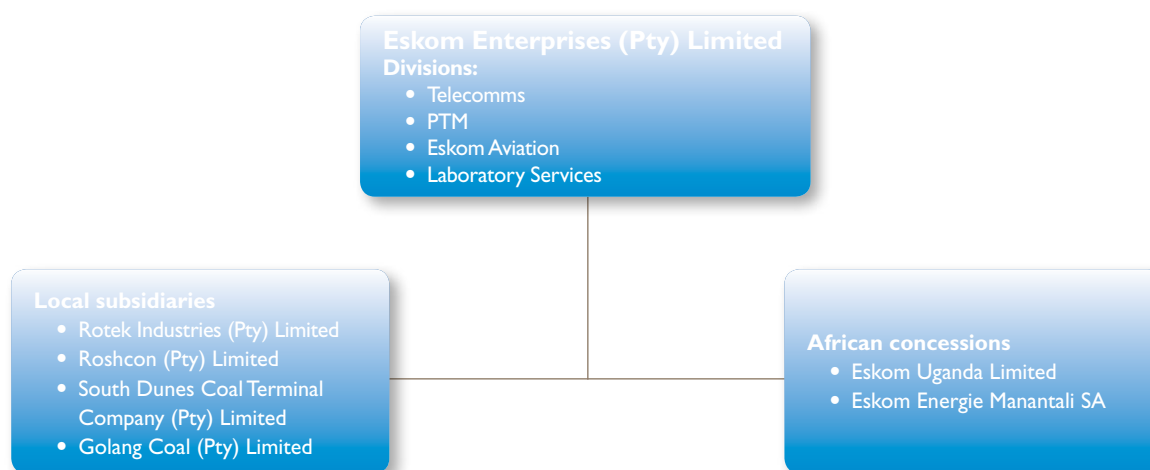 Eskom Enterprises (Pty) Limited
Divisions:
• Telecomms
• PTM
• Eskom Aviation
• Laboratory Services
Local subsidiaries
• Rotek Industries (Pty) Limited
• Roshcon (Pty) Limited
• South Dunes Coal Terminal
Company (Pty) Limited
• Golang Coal (Pty) Limited
African concessions
• Eskom Uganda Limited
• Eskom Energie Manantali SA